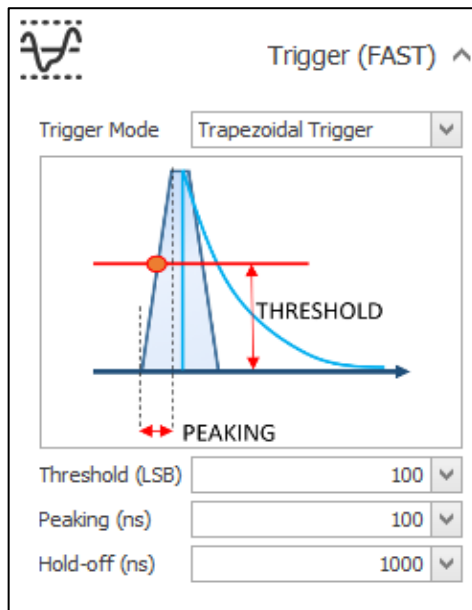 Trigger (FAST)
Trigger Mode Trapezoidal Trigger
THRESHOLD
PEAKING
Threshold (LSB) 100
Peaking (ns) 100
Hold-off (ns) 1000